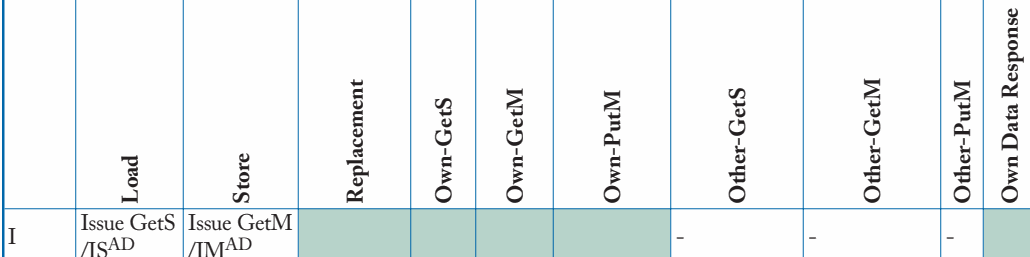 Load
Store
Replacement
Own-GetS
Own-GetM
Own-PutM
Other-GetS
Other-GetM
Other-PutM
Own Data Response
I
Issue GetS
/IS^AD
Issue GetM
/IM^AD
-
-
-